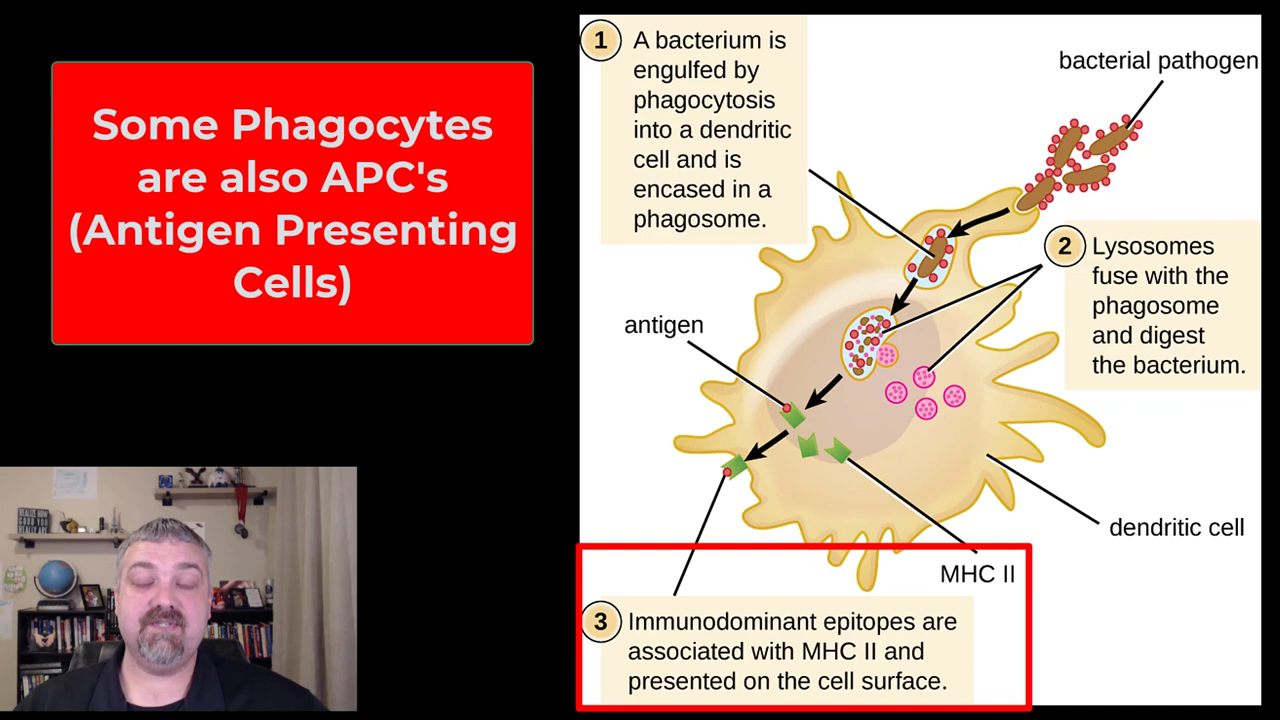 Some Phagocytes
are also APC's
(Antigen Presenting
Cells)
1
A bacterium is
engulfed by
phagocytosis
into a dendritic
cell and is
encased in a
phagosome.
bacterial pathogen
2
Lysosomes
fuse with the
phagosome
and digest
the bacterium.
antigen
dendritic cell
MHC II
3
Immunodominant epitopes are
associated with MHC II and
presented on the cell surface.